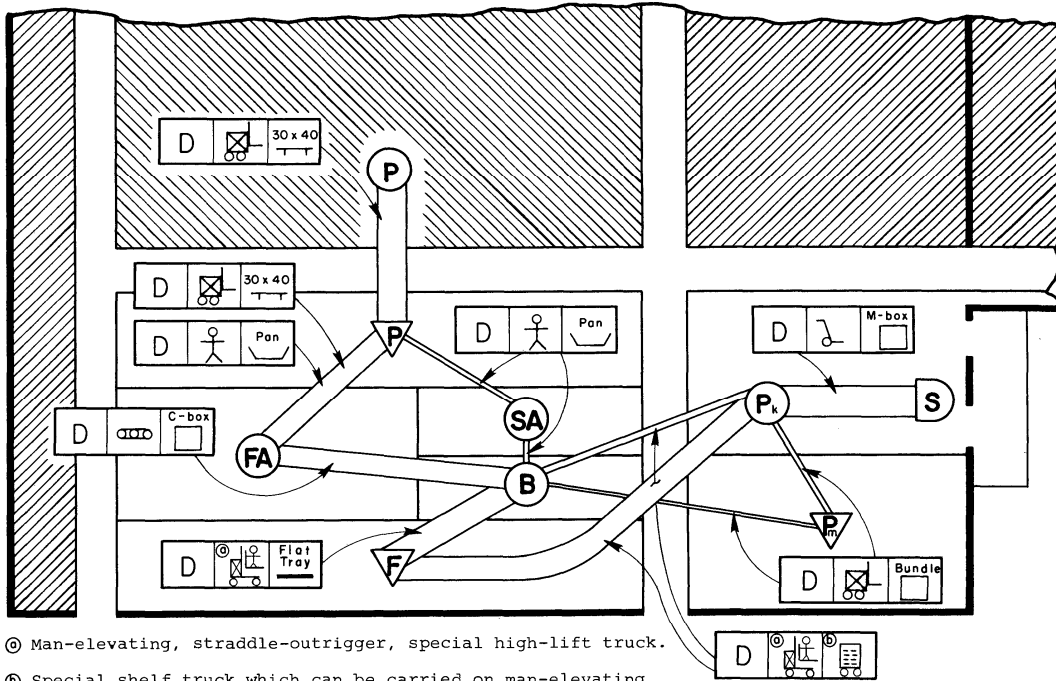 D 30 x 40
P
D 30 x 40
D Pan
P
D Pan
D M-box
D C-box
SA
Pk
S
FA
B
Pm
D ⓐ Flat Tray
F
D Bundle
ⓐ Man-elevating, straddle-outrigger, special high-lift truck.
D ⓐ ⓑ
ⓑ Special shelf truck which can be carried on man-elevating